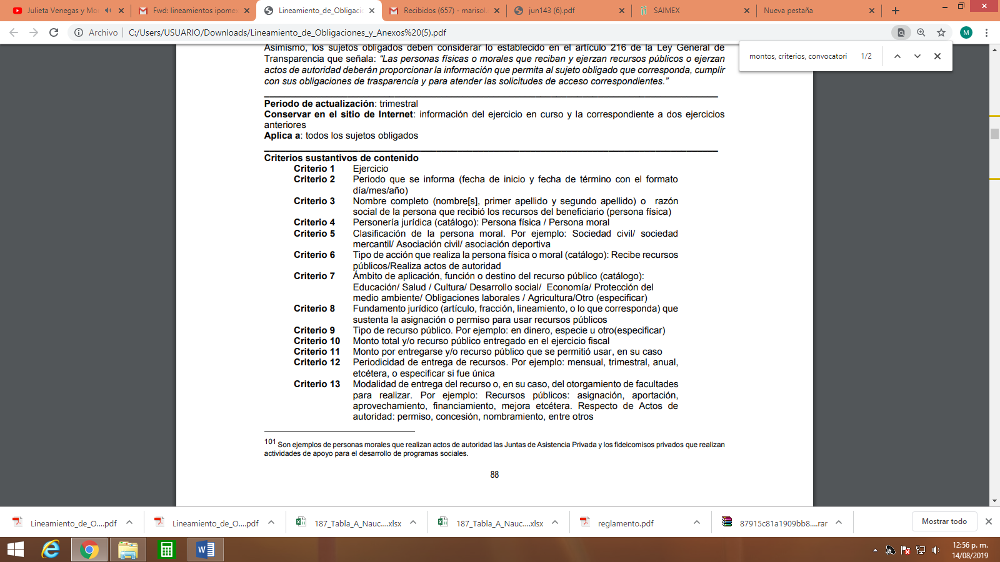 Julieta Venegas y Mo
Fwd: lineamientos ipome
Lineamiento_de_Obligacio
Recibidos (657) - marisol.
jun143 (6).pdf
SAIMEX
Nueva pestaña
Archivo
C:/Users/USUARIO/Downloads/Lineamiento_de_Obligaciones_y_Anexos%20(5).pdf
M
montos, criterios, convocatori 1/2
Asimismo, los sujetos obligados deben considerar lo establecido en el artículo 216 de la Ley General de
Transparencia que señala: “Las personas físicas o morales que reciban y ejerzan recursos públicos o ejerzan
actos de autoridad deberán proporcionar la información que permita al sujeto obligado que corresponda, cumplir
con sus obligaciones de trasparencia y para atender las solicitudes de acceso correspondientes.”
Periodo de actualización: trimestral
Conservar en el sitio de Internet: información del ejercicio en curso y la correspondiente a dos ejercicios
anteriores
Aplica a: todos los sujetos obligados
Criterios sustantivos de contenido
Criterio 1 Ejercicio
Criterio 2 Periodo que se informa (fecha de inicio y fecha de término con el formato
día/mes/año)
Criterio 3 Nombre completo (nombre[s], primer apellido y segundo apellido) o razón
social de la persona que recibió los recursos del beneficiario (persona física)
Criterio 4 Personería jurídica (catálogo): Persona física / Persona moral
Criterio 5 Clasificación de la persona moral. Por ejemplo: Sociedad civil/ sociedad
mercantil/ Asociación civil/ asociación deportiva
Criterio 6 Tipo de acción que realiza la persona física o moral (catálogo): Recibe recursos
públicos/Realiza actos de autoridad
Criterio 7 Ámbito de aplicación, función o destino del recurso público (catálogo):
Educación/ Salud / Cultura/ Desarrollo social/ Economía/ Protección del
medio ambiente/ Obligaciones laborales / Agricultura/Otro (especificar)
Criterio 8 Fundamento jurídico (artículo, fracción, lineamiento, o lo que corresponda) que
sustenta la asignación o permiso para usar recursos públicos
Criterio 9 Tipo de recurso público. Por ejemplo: en dinero, especie u otro(especificar)
Criterio 10 Monto total y/o recurso público entregado en el ejercicio fiscal
Criterio 11 Monto por entregarse y/o recurso público que se permitió usar, en su caso
Criterio 12 Periodicidad de entrega de recursos. Por ejemplo: mensual, trimestral, anual,
etcétera, o especificar si fue única
Criterio 13 Modalidad de entrega del recurso o, en su caso, del otorgamiento de facultades
para realizar. Por ejemplo: Recursos públicos: asignación, aportación,
aprovechamiento, financiamiento, mejora etcétera. Respecto de Actos de
autoridad: permiso, concesión, nombramiento, entre otros
101 Son ejemplos de personas morales que realizan actos de autoridad las Juntas de Asistencia Privada y los fideicomisos privados que realizan
actividades de apoyo para el desarrollo de programas sociales.
88
Lineamiento_de_O....pdf
Lineamiento_de_O....pdf
187_Tabla_A_Nauc....xlsx
187_Tabla_A_Nauc....xlsx
reglamento.pdf
87915c81a1909bb8....rar
Mostrar todo
12:56 p. m.
14/08/2019